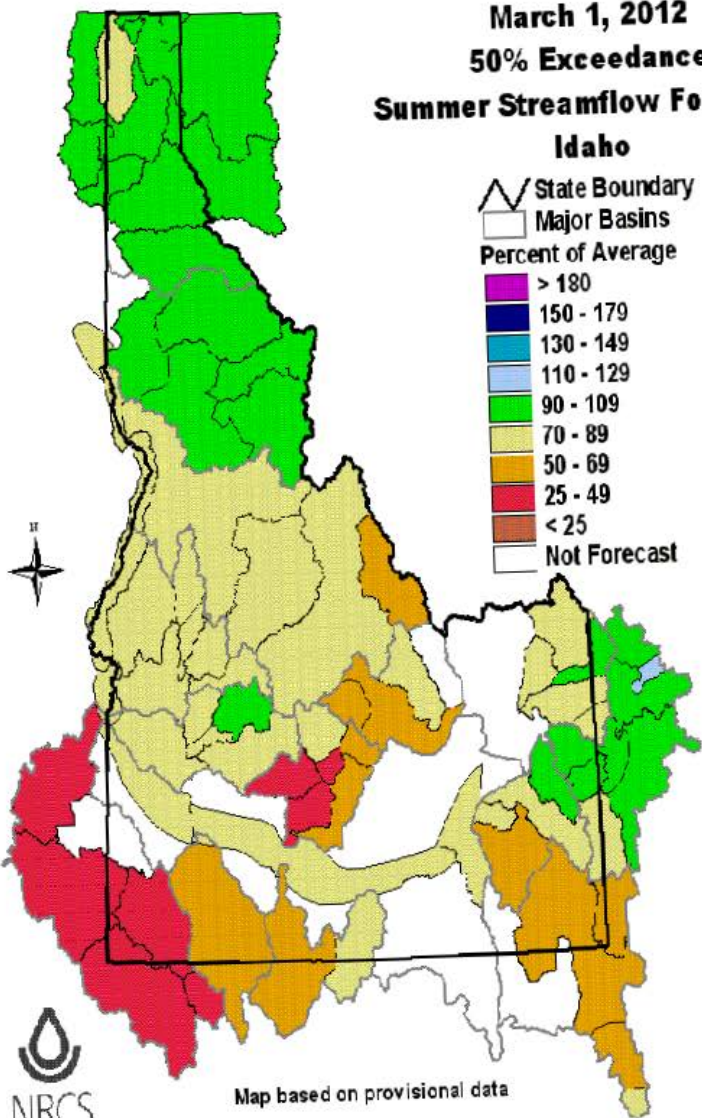 March 1, 2012
50% Exceedance
Summer Streamflow Fo
Idaho
State Boundary
Major Basins
Percent of Average
> 180
150 - 179
130 - 149
110 - 129
90 - 109
70 - 89
50 - 69
25 - 49
< 25
Not Forecast
N
NRCS
Map based on provisional data